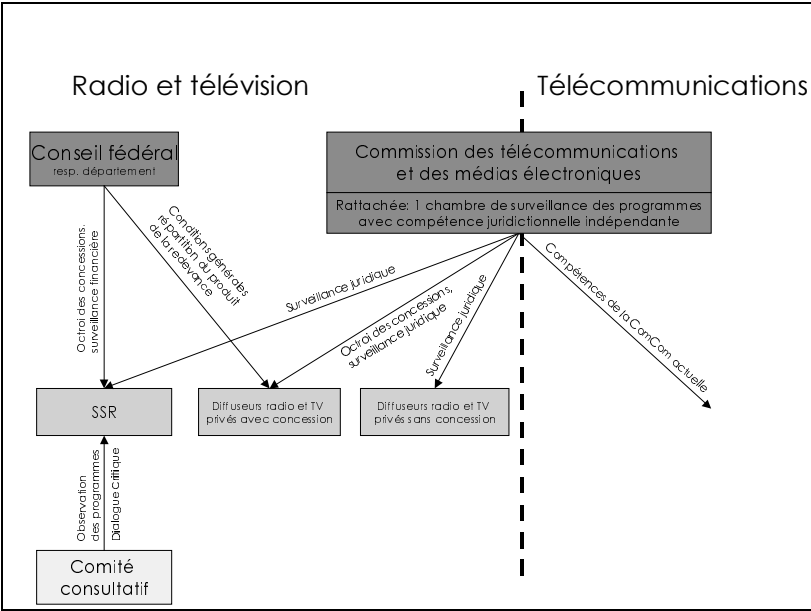 Radio et télévision
Télécommunications
Conseil fédéral
resp. département
Commission des télécommunications
et des médias électroniques
Rattachée: 1 chambre de surveillance des programmes
avec compétence juridictionnelle indépendante
Octroi des concessions,
surveillance financière
Conditions générales
répartition du produit
de la redevance
Surveillance juridique
Octroi des concessions,
surveillance juridique
Surveillance juridique
Compétences de la ComCom actuelle
SSR
Diffuseurs radio et TV
privés avec concession
Diffuseurs radio et TV
privés sans concession
Observation
des programmes
Dialogue critique
Comité
consultatif